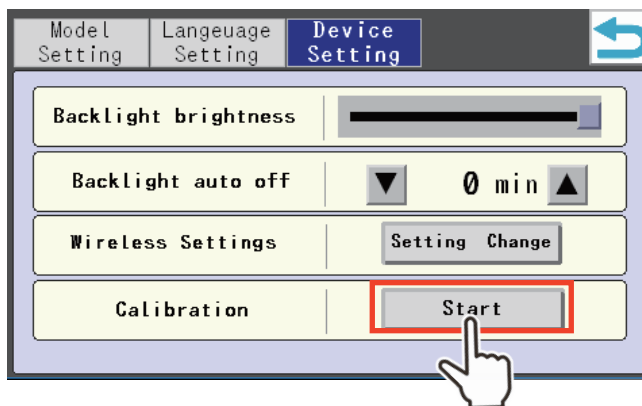 Model Setting
Langeuage Setting
Device Setting
Backlight brightness
Backlight auto off
0 min
Wireless Settings
Setting Change
Calibration
Start